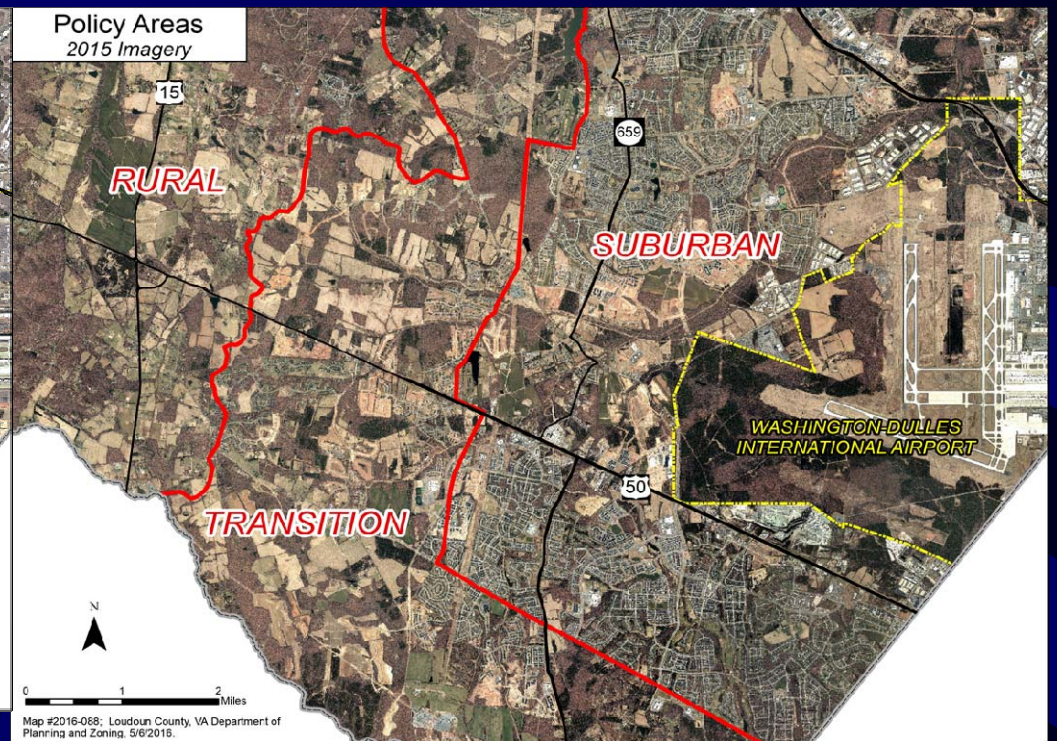 Policy Areas
2015 Imagery
15
659
RURAL
SUBURBAN
WASHINGTON-DULLES
INTERNATIONAL AIRPORT
50
TRANSITION
N
0 1 2 Miles
Map #2016-088; Loudoun County, VA Department of
Planning and Zoning. 5/6/2016.